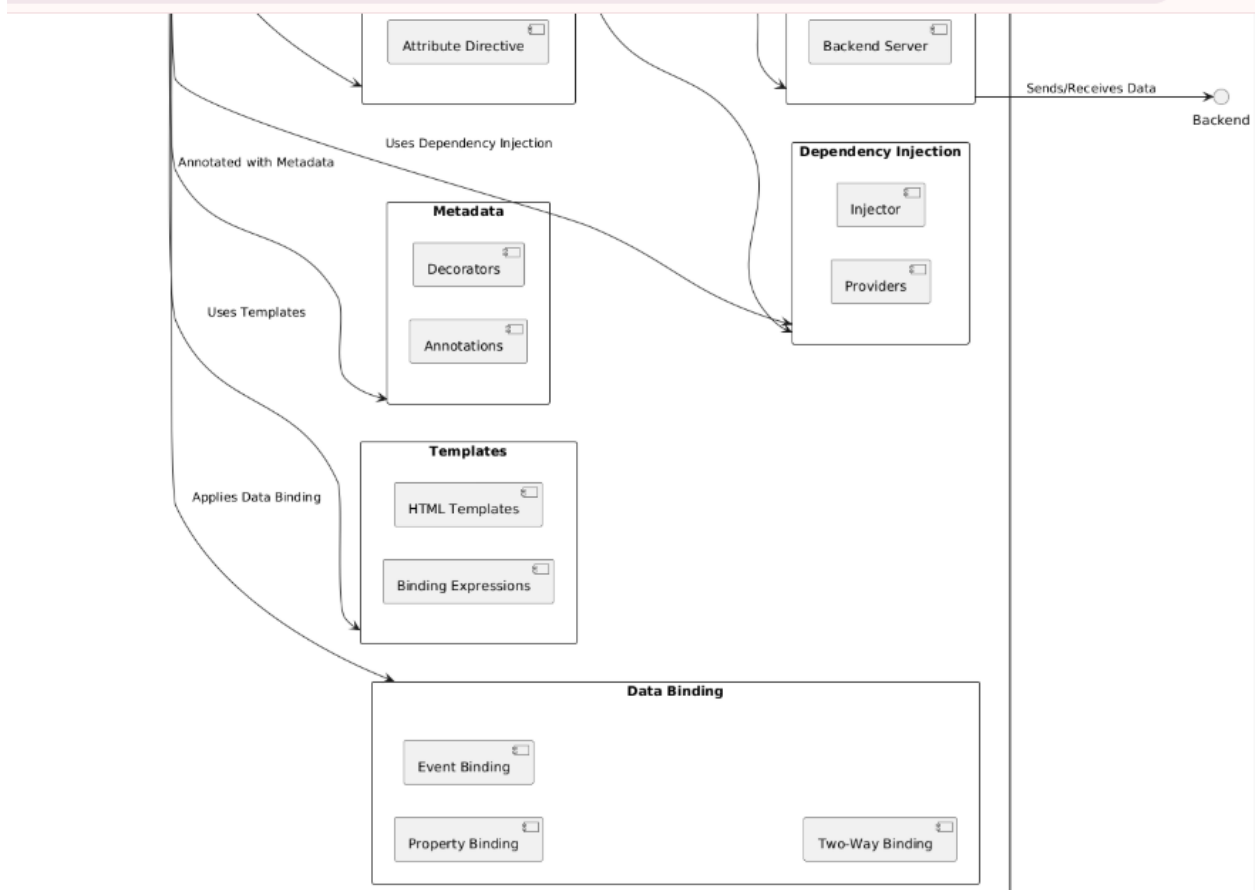 Attribute Directive
Backend Server
Sends/Receives Data
Backend
Uses Dependency Injection
Dependency Injection
Annotated with Metadata
Injector
Metadata
Decorators
Providers
Uses Templates
Annotations
Templates
Applies Data Binding
HTML Templates
Binding Expressions
Data Binding
Event Binding
Property Binding
Two-Way Binding